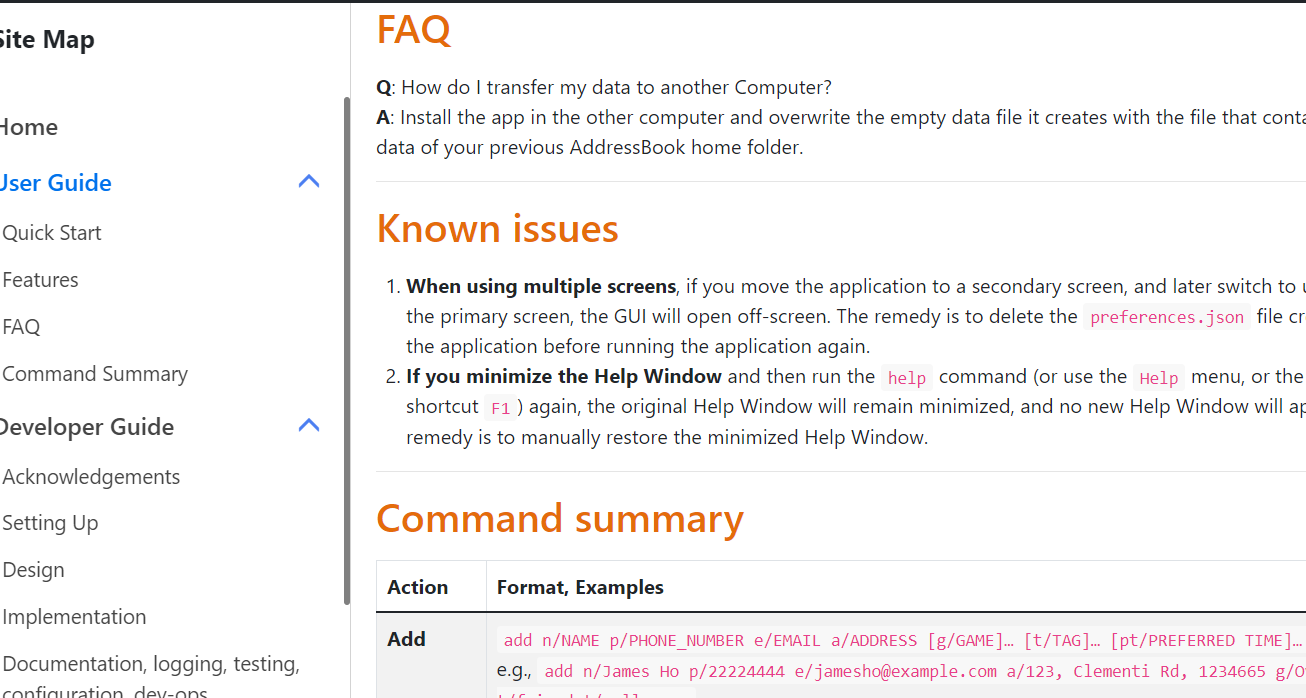 Site Map
Home
User Guide
Quick Start
Features
FAQ
Command Summary
Developer Guide
Acknowledgements
Setting Up
Design
Implementation
Documentation, logging, testing,
configuration, dev-ops
FAQ
Q: How do I transfer my data to another Computer?
A: Install the app in the other computer and overwrite the empty data file it creates with the file that
data of your previous AddressBook home folder.
Known issues
1. When using multiple screens, if you move the application to a secondary screen, and later switch to
the primary screen, the GUI will open off-screen. The remedy is to delete the preferences.json file
the application before running the application again.
2. If you minimize the Help Window and then run the help command (or use the Help menu, or the
shortcut F1 ) again, the original Help Window will remain minimized, and no new Help Window will
remedy is to manually restore the minimized Help Window.
Command summary
Action
Format, Examples
Add
add n/NAME p/PHONE_NUMBER e/EMAIL a/ADDRESS [g/GAME]… [t/TAG]… [pt/PREFERRED TIME]…
e.g., add n/James Ho p/22224444 e/jamesho@example.com a/123, Clementi Rd, 1234665